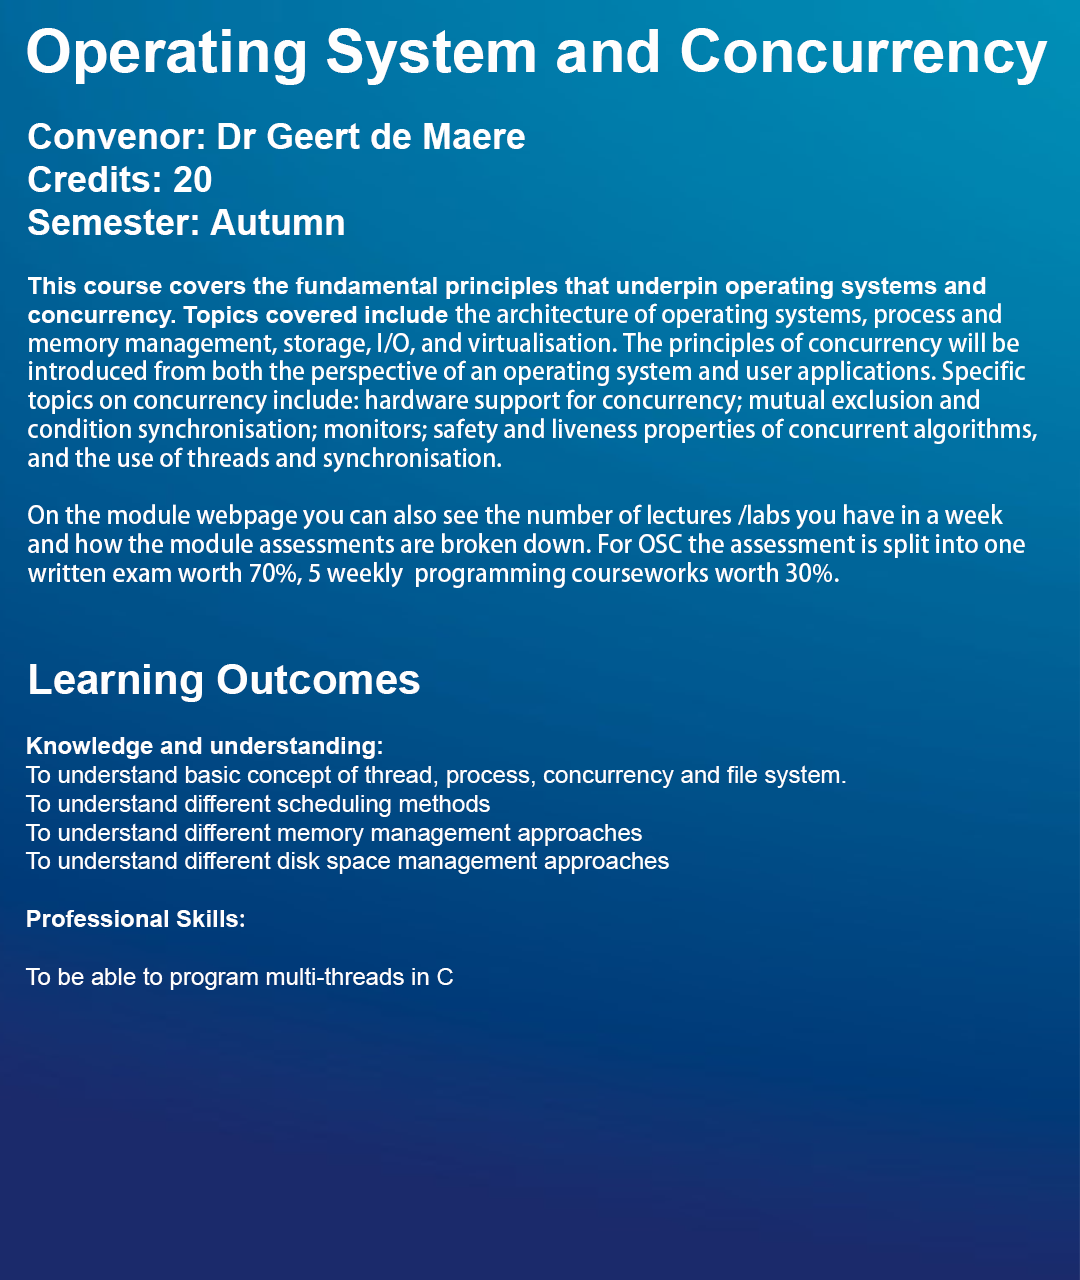 Operating System and Concurrency
Convenor: Dr Geert de Maere
Credits: 20
Semester: Autumn
This course covers the fundamental principles that underpin operating systems and
concurrency. Topics covered include the architecture of operating systems, process and
memory management, storage, I/O, and virtualisation. The principles of concurrency will be
introduced from both the perspective of an operating system and user applications. Specific
topics on concurrency include: hardware support for concurrency; mutual exclusion and
condition synchronisation; monitors; safety and liveness properties of concurrent algorithms,
and the use of threads and synchronisation.
On the module webpage you can also see the number of lectures /labs you have in a week
and how the module assessments are broken down. For OSC the assessment is split into one
written exam worth 70%, 5 weekly  programming courseworks worth 30%.
Learning Outcomes
Knowledge and understanding:
To understand basic concept of thread, process, concurrency and file system.
To understand different scheduling methods
To understand different memory management approaches
To understand different disk space management approaches
Professional Skills:
To be able to program multi-threads in C